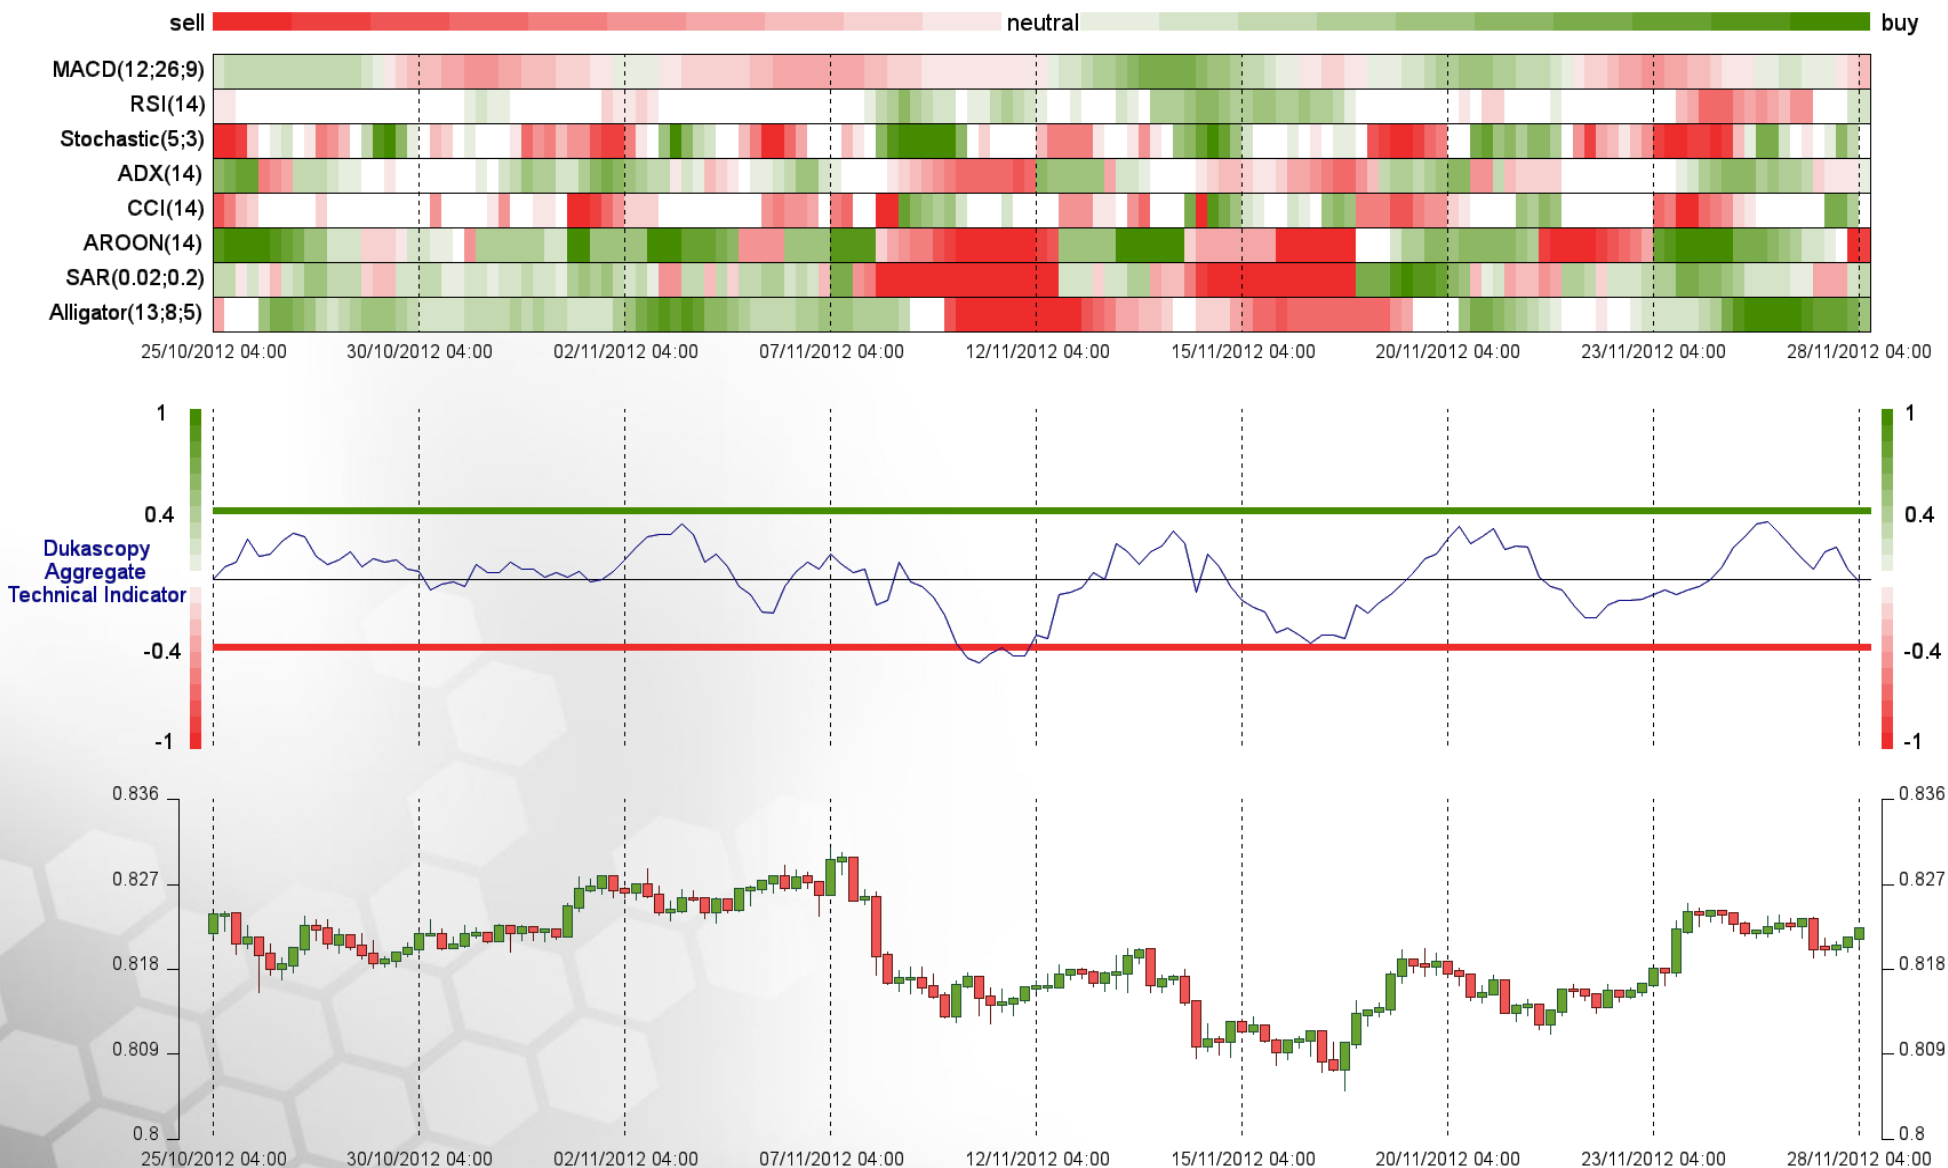 sell neutral buy
MACD(12;26;9)
RSI(14)
Stochastic(5;3)
ADX(14)
CCI(14)
AROON(14)
SAR(0.02;0.2)
Alligator(13;8;5)
25/10/2012 04:00 30/10/2012 04:00 02/11/2012 04:00 07/11/2012 04:00 12/11/2012 04:00 15/11/2012 04:00 20/11/2012 04:00 23/11/2012 04:00 28/11/2012 04:00
1 1
0.4 0.4
Dukascopy
Aggregate
Technical Indicator
-0.4 -0.4
-1 -1
0.836 0.836
0.827 0.827
0.818 0.818
0.809 0.809
0.8 0.8
25/10/2012 04:00 30/10/2012 04:00 02/11/2012 04:00 07/11/2012 04:00 12/11/2012 04:00 15/11/2012 04:00 20/11/2012 04:00 23/11/2012 04:00 28/11/2012 04:00